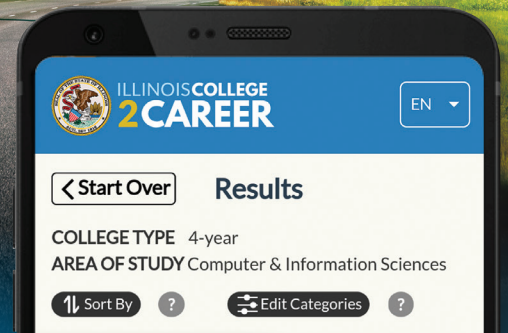 ILLINOISCOLLEGE
2CAREER
EN
Start Over
Results
COLLEGE TYPE 4-year
AREA OF STUDY Computer & Information Sciences
Sort By ? Edit Categories ?